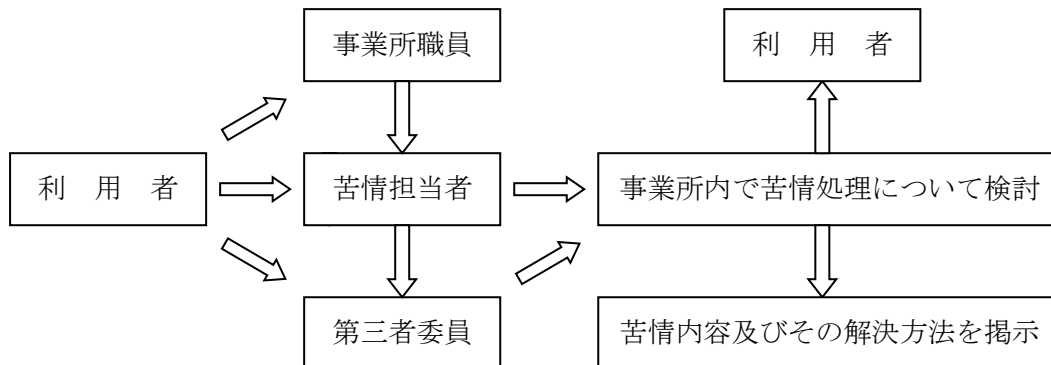 事業所職員
利　用　者
利　用　者
苦情担当者
事業所内で苦情処理について検討
第三者委員
苦情内容及びその解決方法を掲示